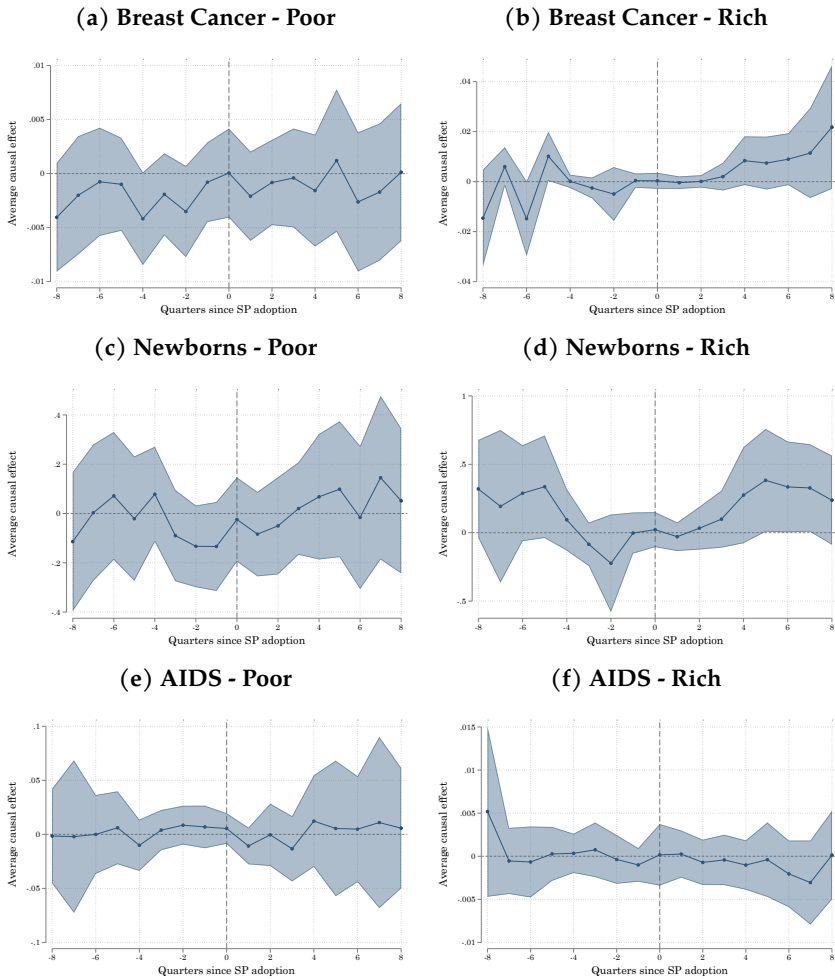 (a) Breast Cancer - Poor
.01
.005
0
-.005
-.01
Average causal effect
-8 -6 -4 -2 0 2 4 6 8
Quarters since SP adoption
(b) Breast Cancer - Rich
.04
.02
0
-.02
-.04
Average causal effect
-8 -6 -4 -2 0 2 4 6 8
Quarters since SP adoption
(c) Newborns - Poor
.4
.2
0
-.2
-.4
Average causal effect
-8 -6 -4 -2 0 2 4 6 8
Quarters since SP adoption
(d) Newborns - Rich
1
.5
0
-.5
Average causal effect
-8 -6 -4 -2 0 2 4 6 8
Quarters since SP adoption
(e) AIDS - Poor
.1
.05
0
-.05
-.1
Average causal effect
-8 -6 -4 -2 0 2 4 6 8
Quarters since SP adoption
(f) AIDS - Rich
.015
.01
.005
0
-.005
-.01
Average causal effect
-8 -6 -4 -2 0 2 4 6 8
Quarters since SP adoption